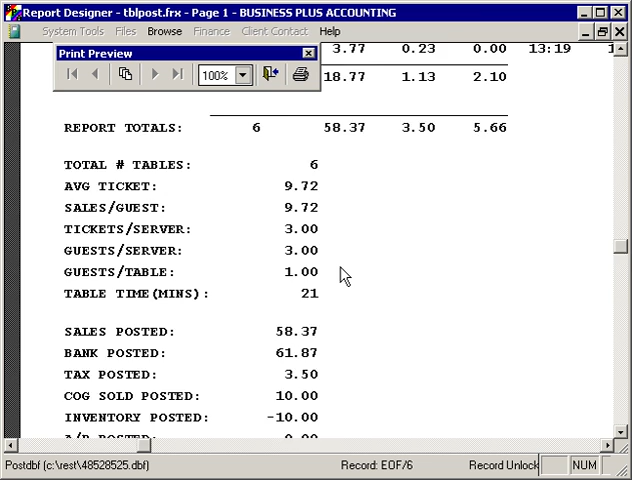 Report Designer - tblpost.frx - Page 1 - BUSINESS PLUS ACCOUNTING
System Tools Files Browse Finance Client Contact Help
Print Preview
100%
3.77 0.23 0.00 13:19
18.77 1.13 2.10
REPORT TOTALS: 6 58.37 3.50 5.66
TOTAL # TABLES: 6
AVG TICKET: 9.72
SALES/GUEST: 9.72
TICKETS/SERVER: 3.00
GUESTS/SERVER: 3.00
GUESTS/TABLE: 1.00
TABLE TIME(MINS): 21
SALES POSTED: 58.37
BANK POSTED: 61.87
TAX POSTED: 3.50
COG SOLD POSTED: 10.00
INVENTORY POSTED: -10.00
A/R POSTED: 0.00
Postdbf (c:\rest\48528525.dbf) Record: EOF/6 Record Unlock NUM